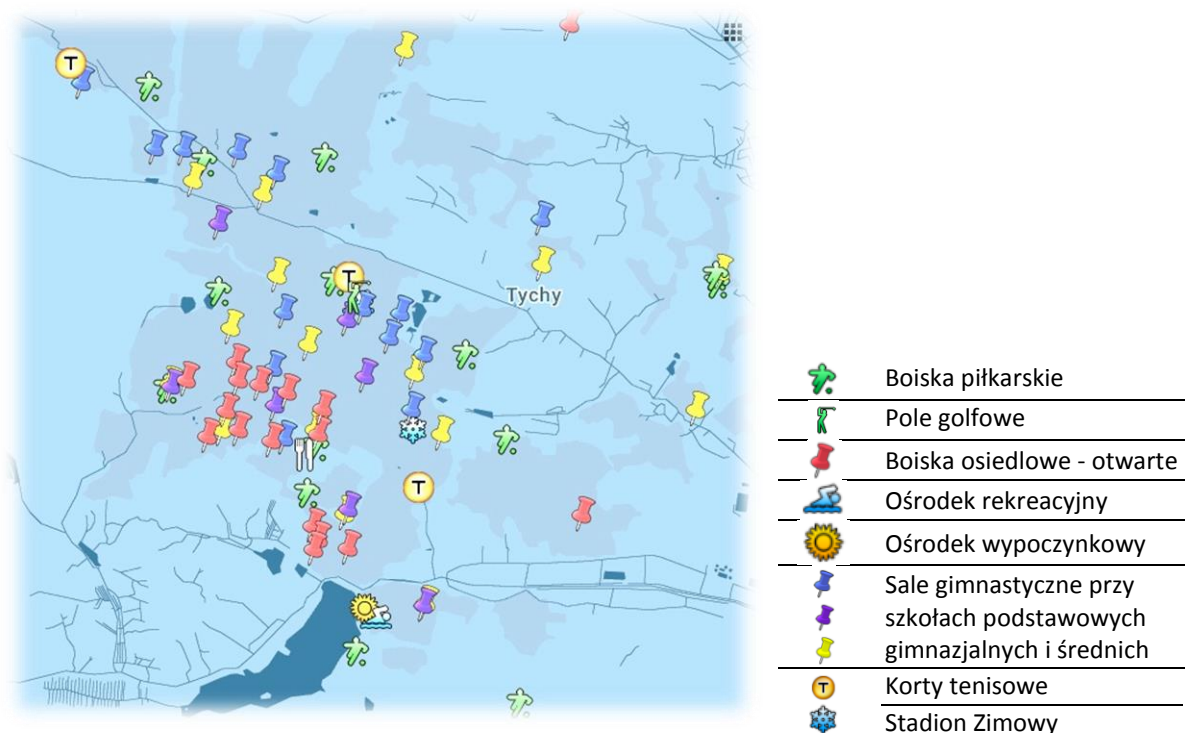 Tychy
Boiska piłkarskie
Pole golfowe
Boiska osiedlowe - otwarte
Ośrodek rekreacyjny
Ośrodek wypoczynkowy
Sale gimnastyczne przy
szkołach podstawowych
gimnazjalnych i średnich
T Korty tenisowe
Stadion Zimowy